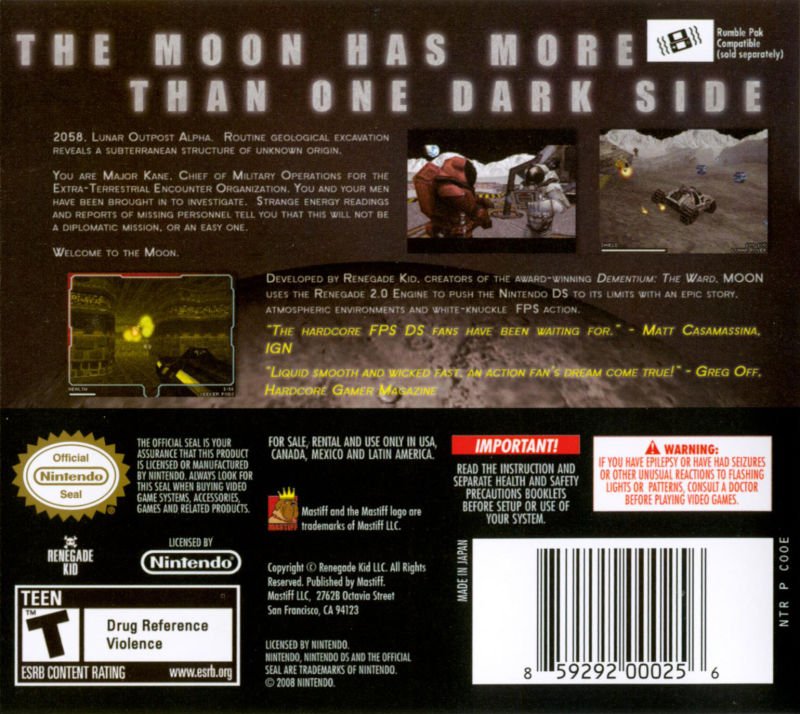 THE MOON HAS MORE
THAN ONE DARK SIDE
Rumble Pak
Compatible
(sold separately)
2058. Lunar Outpost Alpha. Routine geological excavation
reveals a subterranean structure of unknown origin.
You are Major Kane, Chief of Military Operations for the
Extra-Terrestrial Encounter Organization. You and your men
have been brought in to investigate. Strange energy readings
and reports of missing personnel tell you that this will not be
a diplomatic mission, or an easy one.
Welcome to the Moon.
Developed by Renegade Kid, creators of the award-winning Dementium: The Ward, MOON
uses the Renegade 2.0 Engine to push the Nintendo DS to its limits with an epic story,
atmospheric environments and white-knuckle FPS action.
"The hardcore FPS DS fans have been waiting for." - Matt Casamassina,
IGN
"Liquid smooth and wicked fast, an action fan's dream come true!" - Greg Off,
Hardcore Gamer Magazine
HEALTH
Official
Nintendo
Seal
THE OFFICIAL SEAL IS YOUR
ASSURANCE THAT THIS PRODUCT
IS LICENSED OR MANUFACTURED
BY NINTENDO. ALWAYS LOOK FOR
THIS SEAL WHEN BUYING VIDEO
GAME SYSTEMS, ACCESSORIES,
GAMES AND RELATED PRODUCTS.
RENEGADE
KID
LICENSED BY
Nintendo
TEEN
T
TM
Drug Reference
Violence
ESRB CONTENT RATING www.esrb.org
FOR SALE, RENTAL AND USE ONLY IN USA,
CANADA, MEXICO AND LATIN AMERICA.
MASTIFF
Mastiff and the Mastiff logo are
trademarks of Mastiff LLC.
Copyright © Renegade Kid LLC. All Rights
Reserved. Published by Mastiff.
Mastiff LLC, 2762B Octavia Street
San Francisco, CA 94123
LICENSED BY NINTENDO.
NINTENDO, NINTENDO DS AND THE OFFICIAL
SEAL ARE TRADEMARKS OF NINTENDO.
© 2008 NINTENDO.
IMPORTANT!
READ THE INSTRUCTION AND
SEPARATE HEALTH AND SAFETY
PRECAUTIONS BOOKLETS
BEFORE SETUP OR USE OF
YOUR SYSTEM.
WARNING:
IF YOU HAVE EPILEPSY OR HAVE HAD SEIZURES
OR OTHER UNUSUAL REACTIONS TO FLASHING
LIGHTS OR PATTERNS, CONSULT A DOCTOR
BEFORE PLAYING VIDEO GAMES.
MADE IN JAPAN
8 59292 00025 6
NTR P COOE